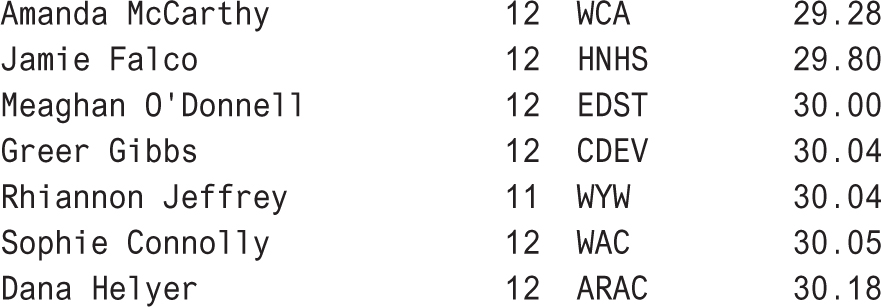 Amanda McCarthy 12 WCA 29.28
Jamie Falco 12 HNHS 29.80
Meaghan O'Donnell 12 EDST 30.00
Greer Gibbs 12 CDEV 30.04
Rhiannon Jeffrey 11 WYW 30.04
Sophie Connolly 12 WAC 30.05
Dana Helyer 12 ARAC 30.18